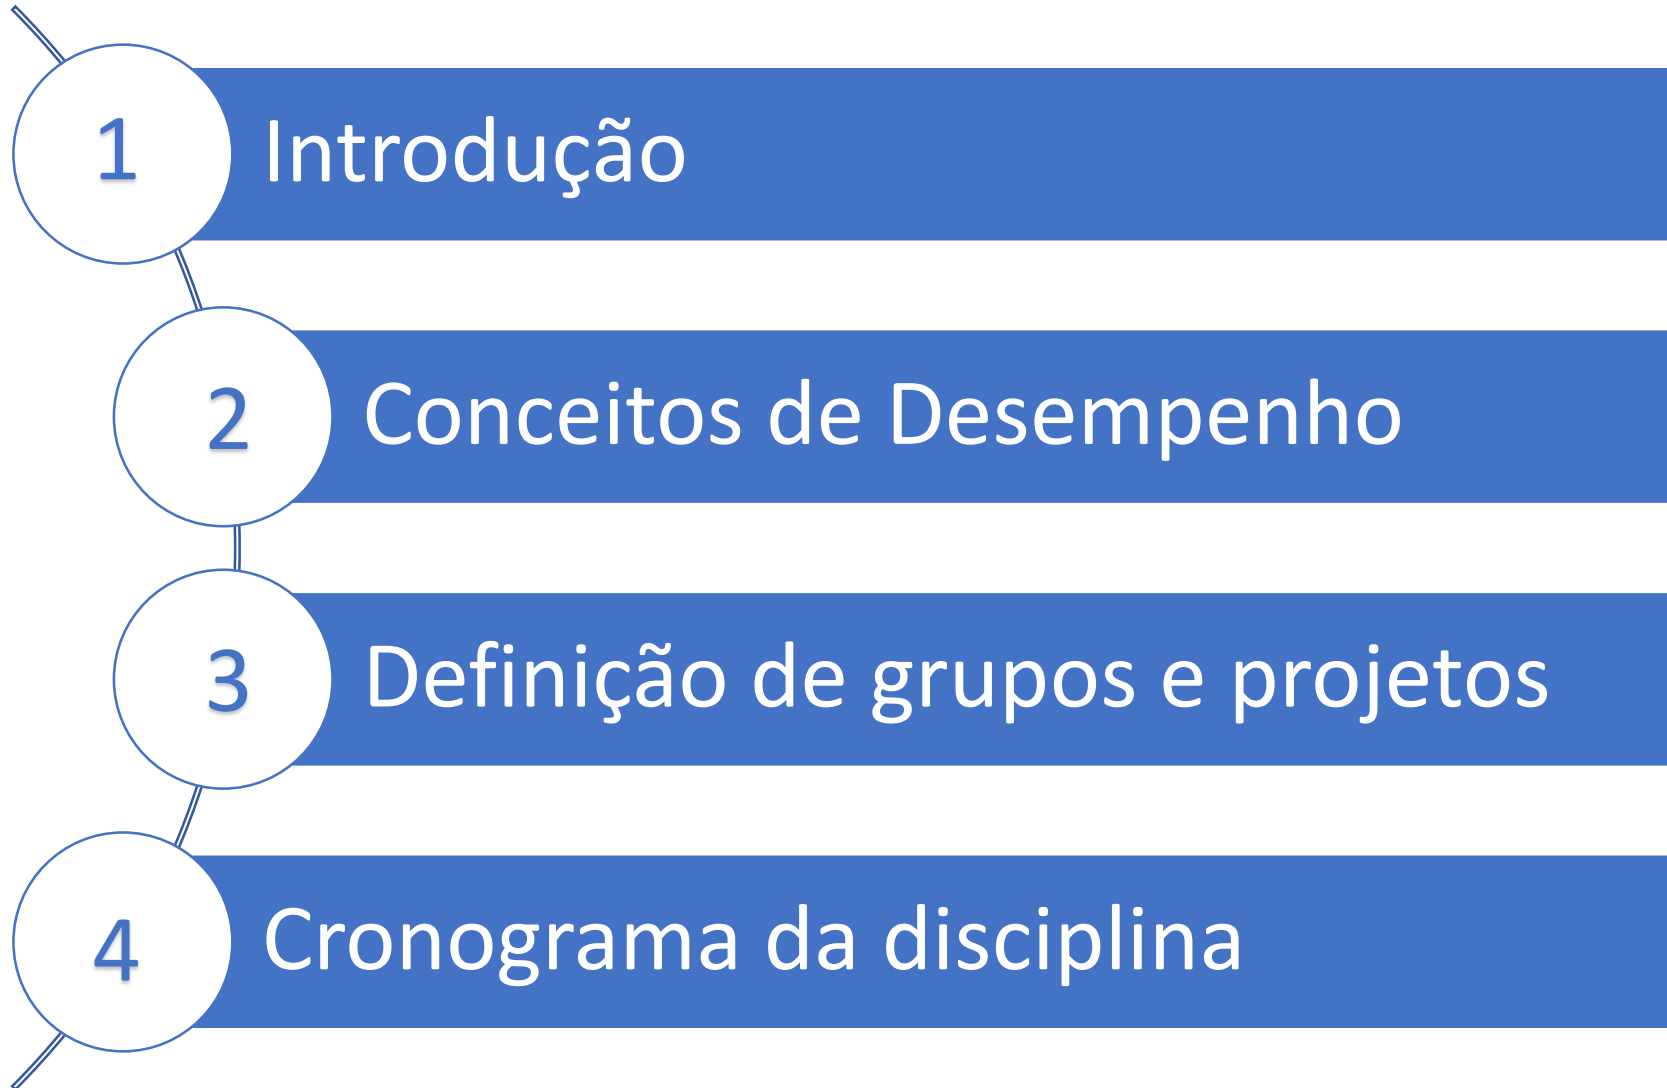 1 Introdução
2 Conceitos de Desempenho
3 Definição de grupos e projetos
4 Cronograma da disciplina